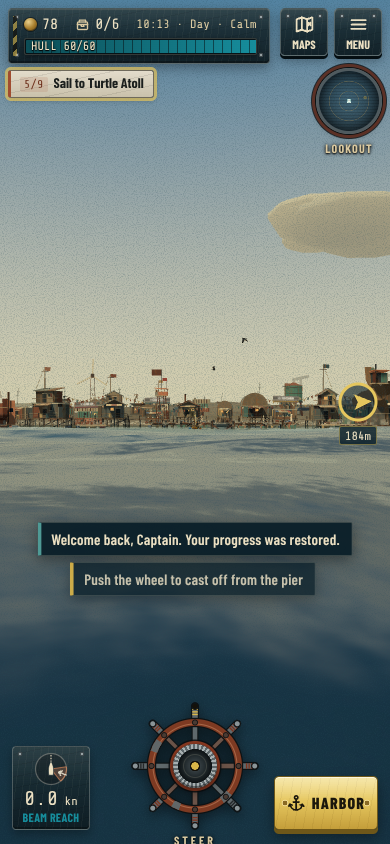 78
0/6
10:13 · Day · Calm
HULL 60/60
MAPS
MENU
5/9 Sail to Turtle Atoll
LOOKOUT
184m
Welcome back, Captain. Your progress was restored.
Push the wheel to cast off from the pier
0.0 kn
BEAM REACH
HARBOR
STEER